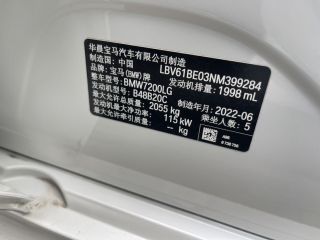 华晨宝马汽车有限公司制造
制造国：中国 LBV61BE03NM399284
品牌：宝马(BMW)牌 发动机排量：1998 mL
整车型号：BMW7200LG
发动机型号：B48B20C 制造年月：2022-06
最大允许总质量：2055 kg 乘坐人数：5
发动机最大净功率：115 kW
最大允许牵引质量：-- kg